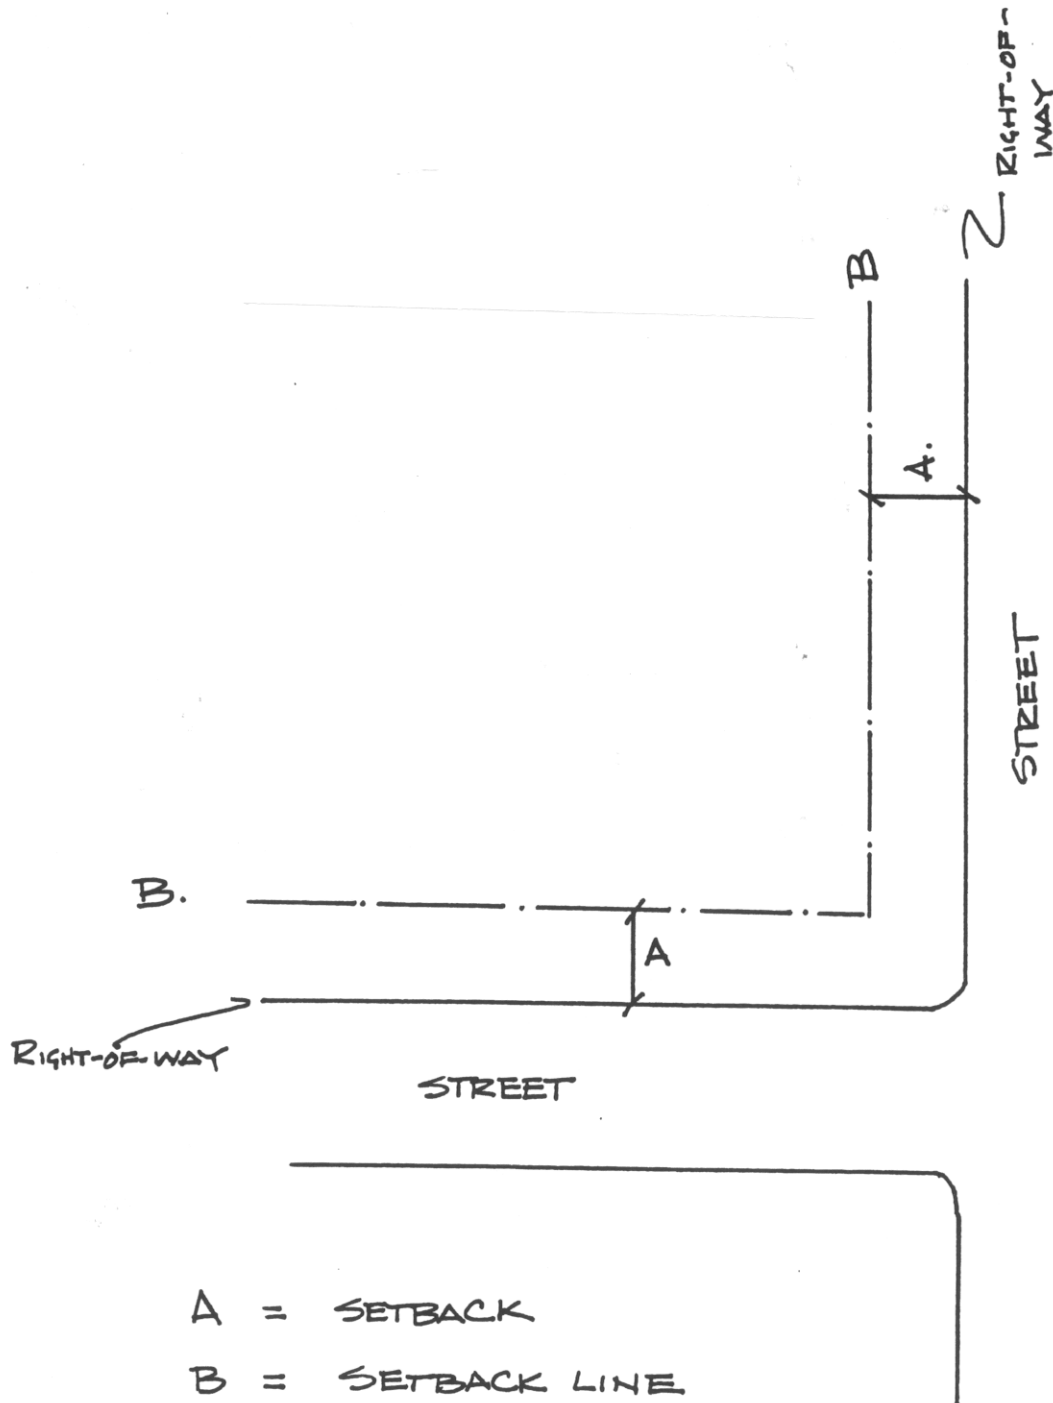 RIGHT-OF-
WAY
B
A.
STREET
B.
A
RIGHT-OF-WAY
STREET
A = SETBACK
B = SETBACK LINE